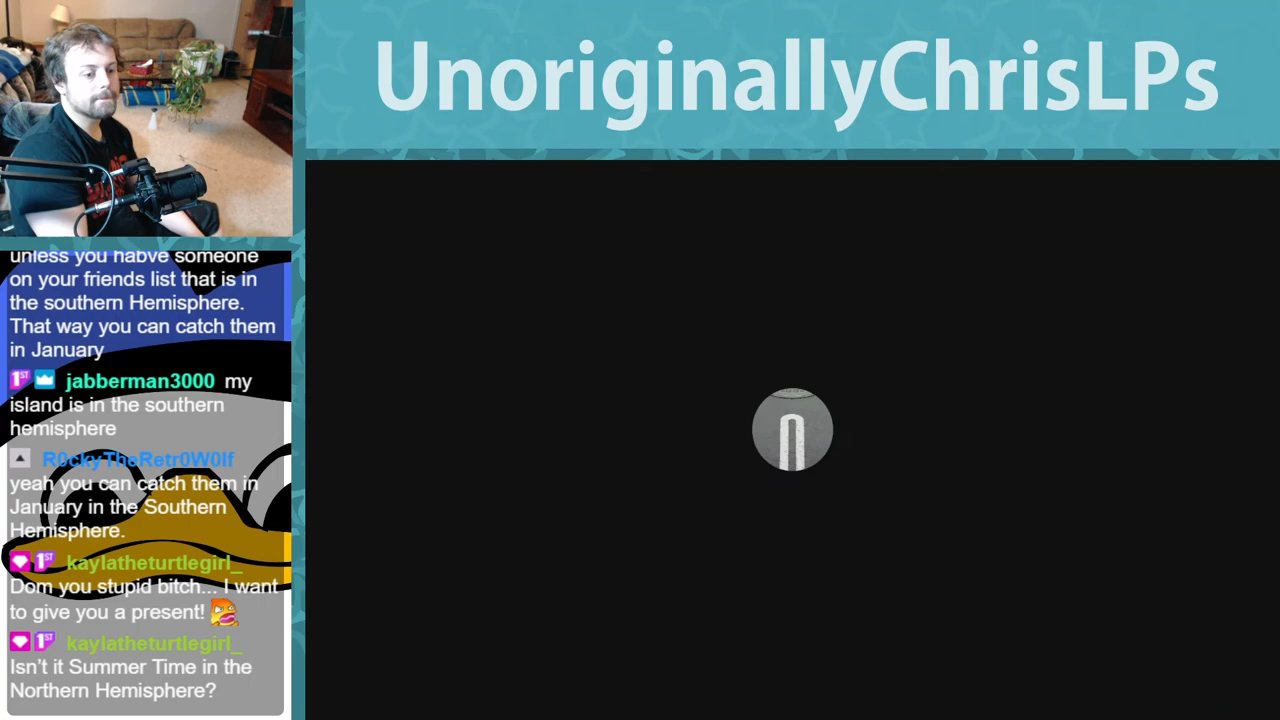 UnoriginallyChrisLPs
unless you habve someone
on your friends list that is in
the southern Hemisphere.
That way you can catch them
in January
1ST jabberman3000 my
island is in the southern
hemisphere
R0ckyTheRetr0W0lf
yeah you can catch them in
January in the Southern
Hemisphere.
1ST kaylatheturtlegirl_
Dom you stupid bitch... I want
to give you a present!
1ST kaylatheturtlegirl_
Isn't it Summer Time in the
Northern Hemisphere?